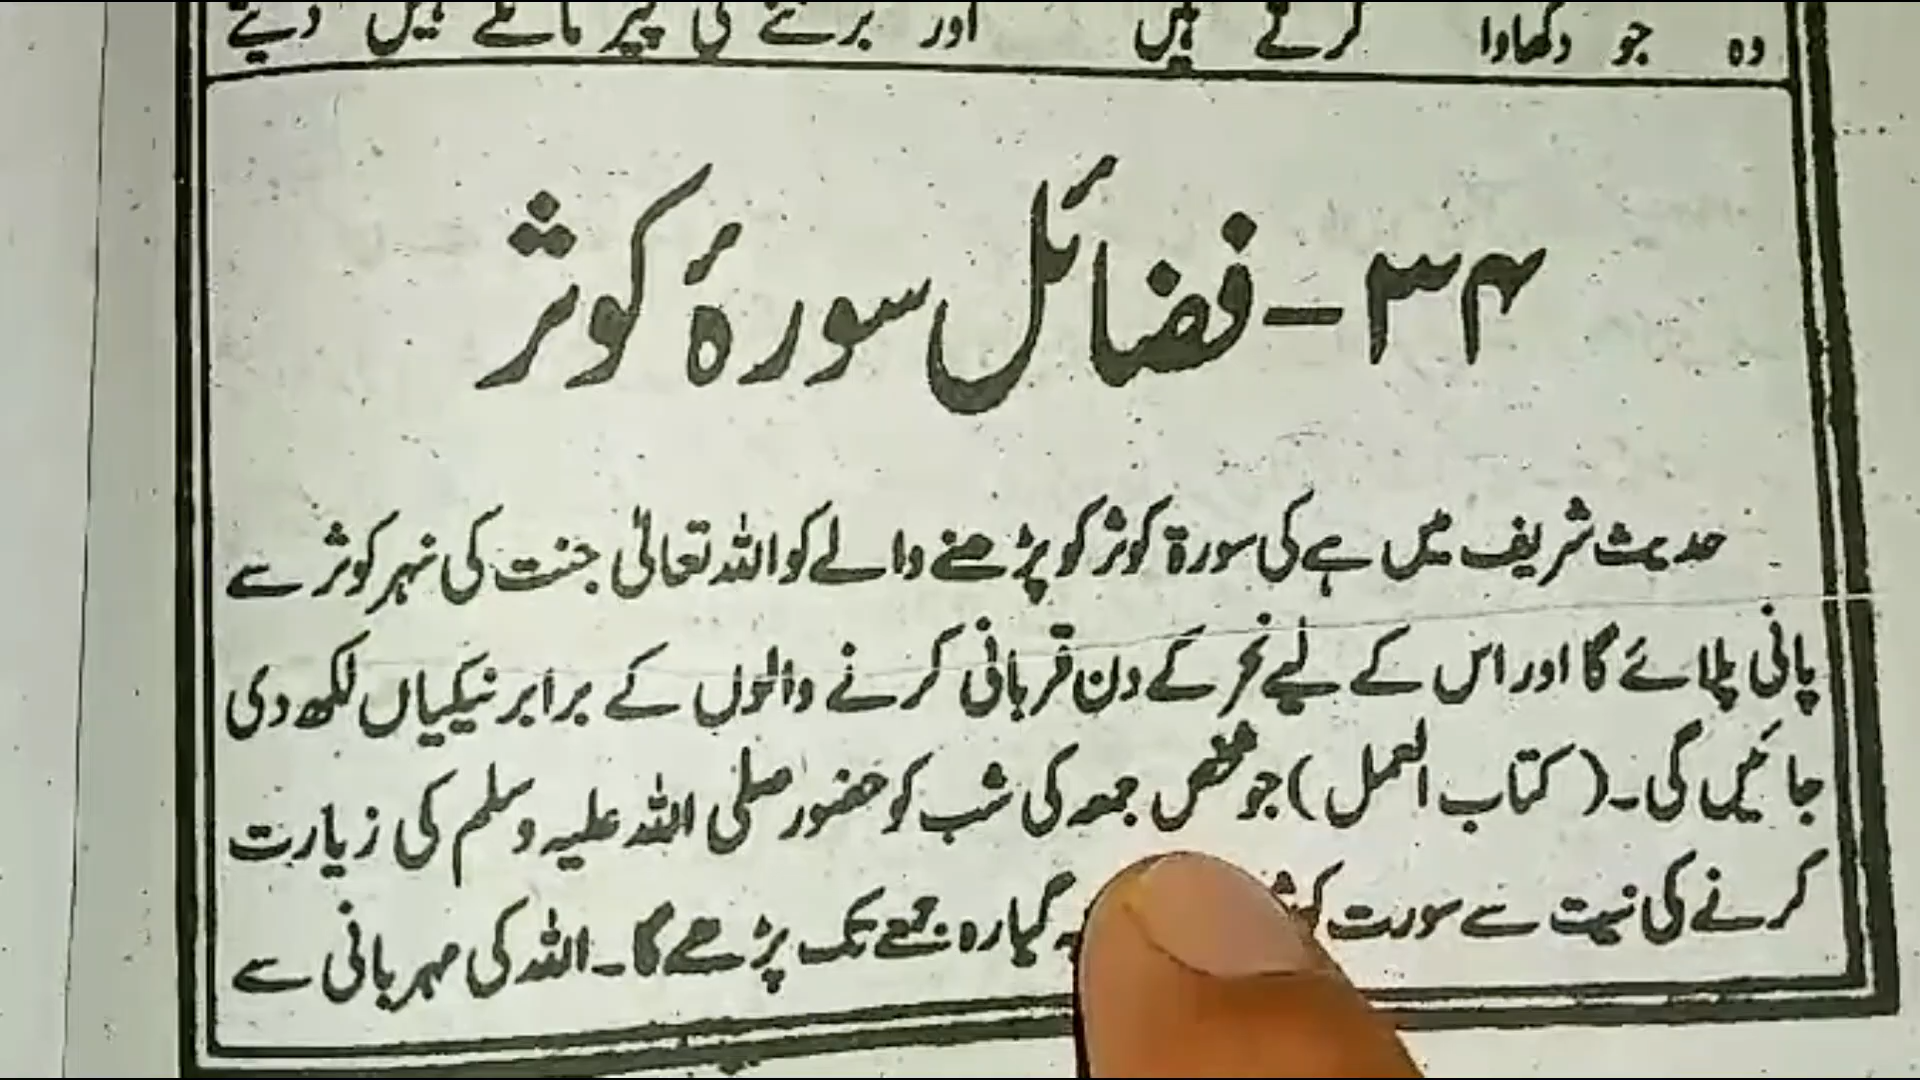 وہ جو دکھاوا کرتے ہیں اور برتنے کی چیز مانگے نہیں دیتے
۳۴ - فضائل سورۂ کوثر
حدیث شریف میں ہے کی سورۃ کوثر کو پڑھنے والے کو اللہ تعالیٰ جنت کی نہر کوثر سے
پانی پلائے گا اور اس کے لیے نحر کے دن قربانی کرنے والوں کے برابر نیکیاں لکھ دی
جائیں گی۔ (کتاب العمل) جو شخص جمعہ کی شب کو حضور صلی اللہ علیہ وسلم کی زیارت
کرنے کی نیت سے سورت گیارہ جمعے تک پڑھے گا۔ اللہ کی مہربانی سے